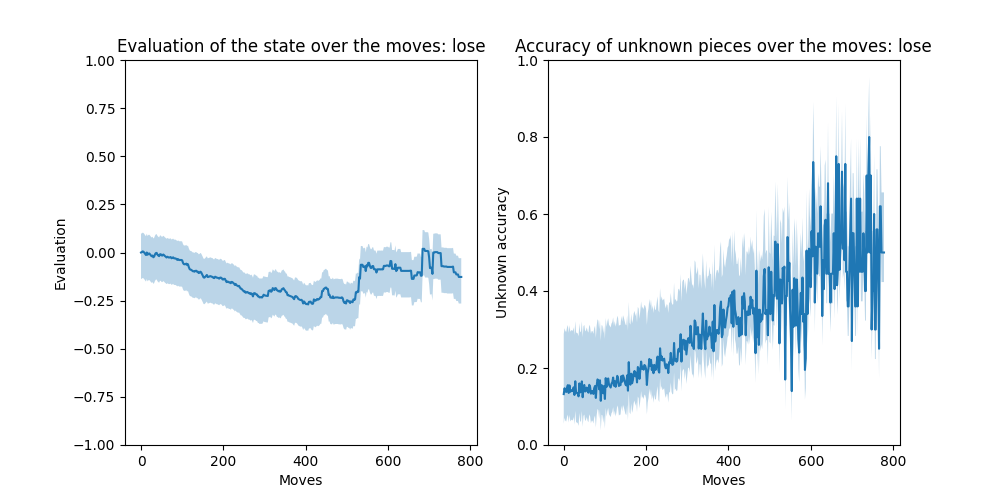 Evaluation of the state over the moves: lose
1.00
0.75
0.50
0.25
0.00
−0.25
−0.50
−0.75
−1.00
Evaluation
0 200 400 600 800
Moves
Accuracy of unknown pieces over the moves: lose
1.0
0.8
0.6
0.4
0.2
0.0
Unknown accuracy
0 200 400 600 800
Moves